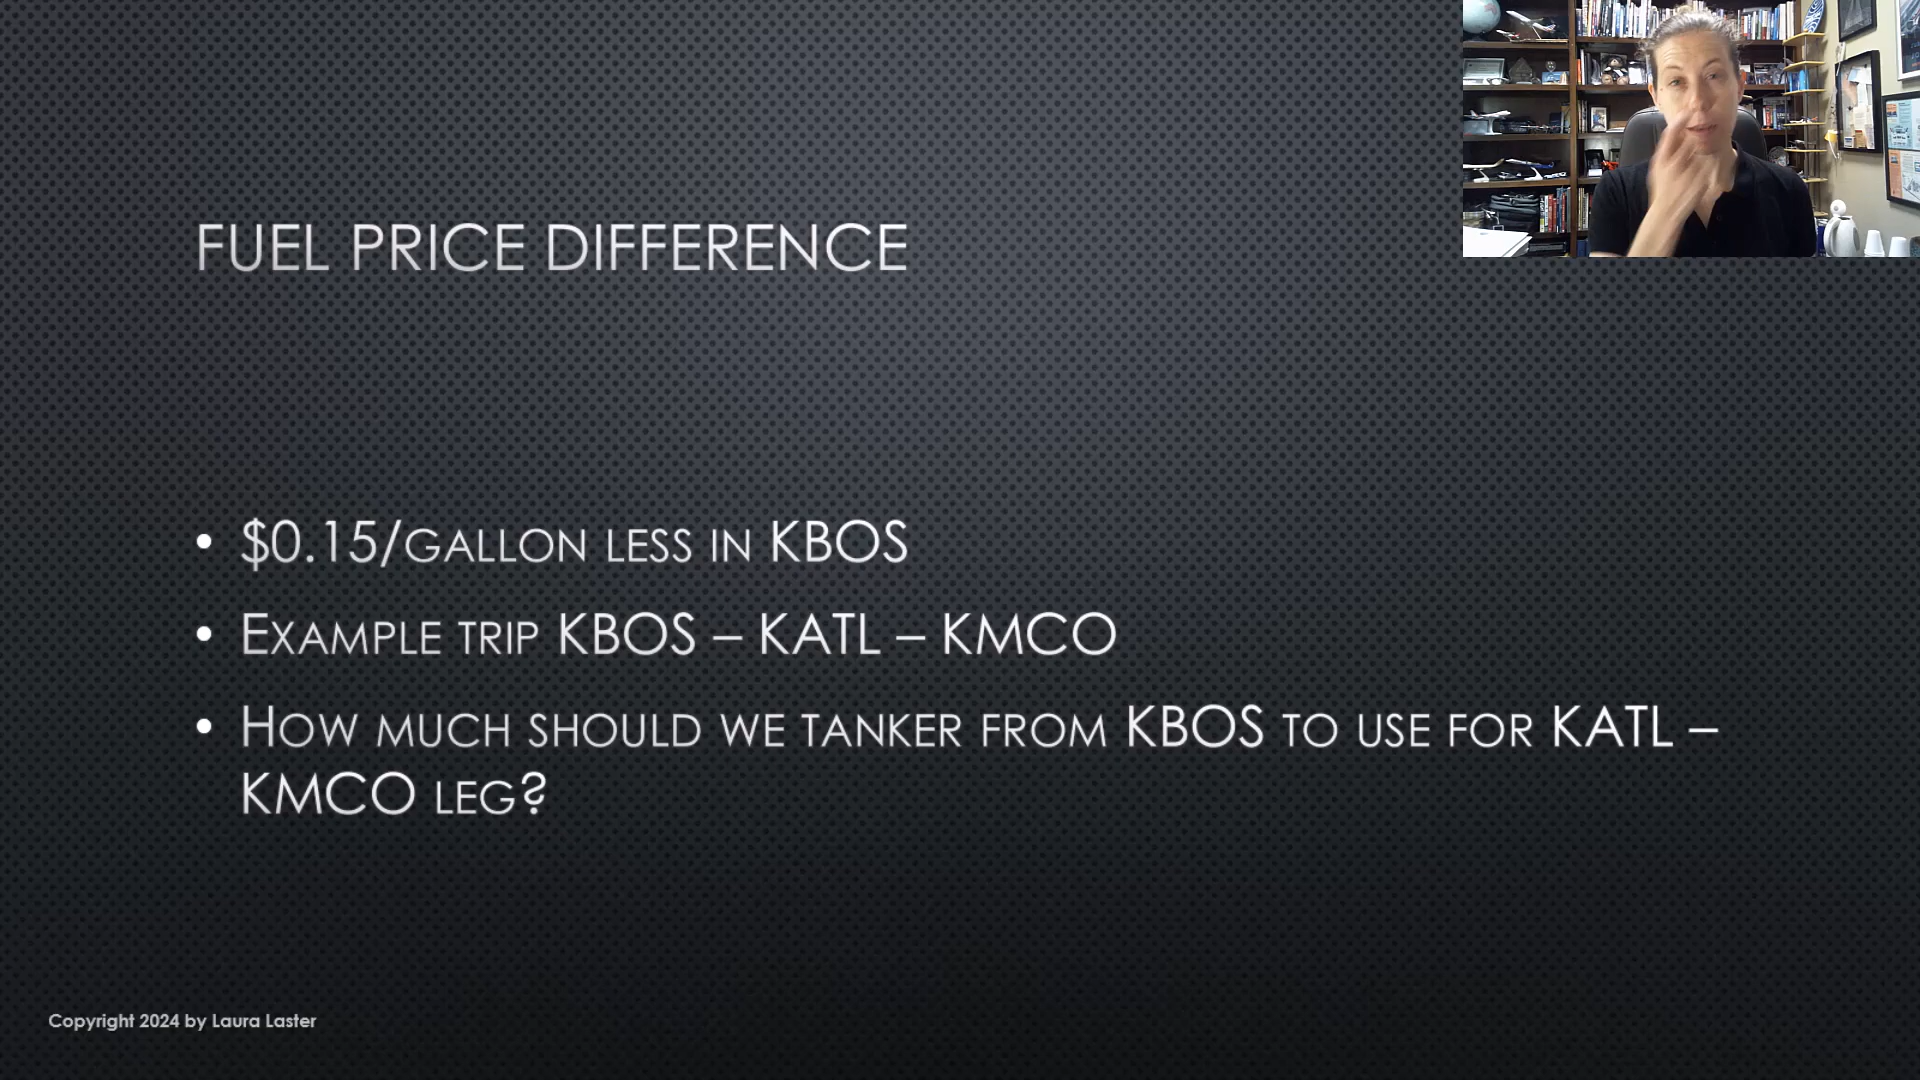 FUEL PRICE DIFFERENCE
• $0.15/GALLON LESS IN KBOS
• EXAMPLE TRIP KBOS – KATL – KMCO
• HOW MUCH SHOULD WE TANKER FROM KBOS TO USE FOR KATL –
KMCO LEG?
Copyright 2024 by Laura Laster